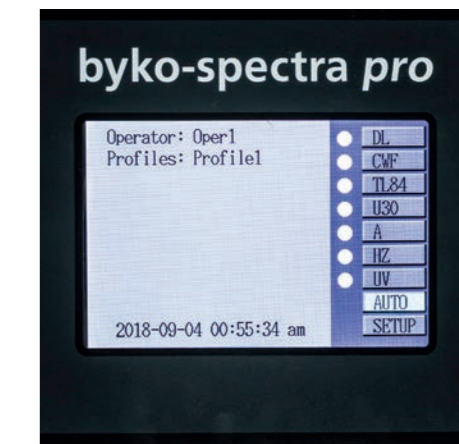 byko-spectra pro
Operator: Oper1
Profiles: Profile1
DL
CWF
TL84
U30
A
HZ
UV
AUTO
SETUP
2018-09-04 00:55:34 am